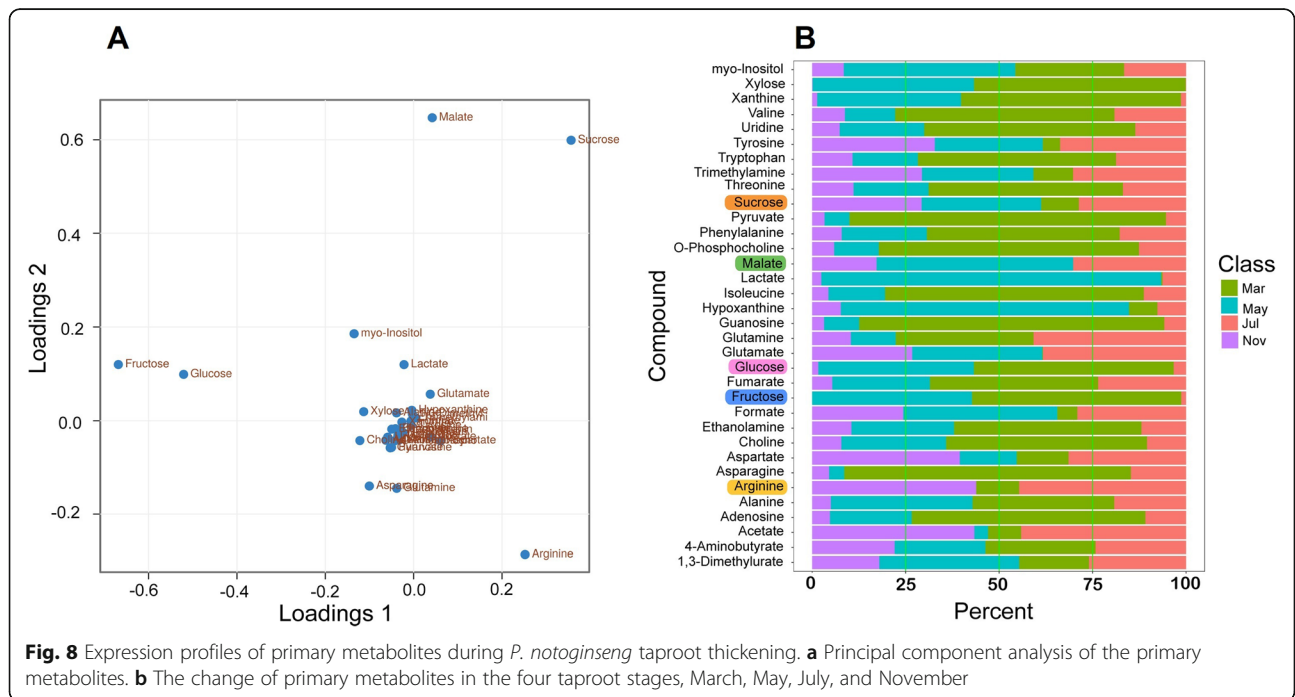 A
B
Loadings 2
0.6
0.4
0.2
0.0
-0.2
-0.6
-0.4
-0.2
0.0
0.2
Loadings 1
Malate
Sucrose
myo-Inositol
Fructose
Glucose
Lactate
Glutamate
Hypoxanthine
Xylose
Asparagine
Glutamine
Arginine
Compound
myo-Inositol
Xylose
Xanthine
Valine
Uridine
Tyrosine
Tryptophan
Trimethylamine
Threonine
Sucrose
Pyruvate
Phenylalanine
O-Phosphocholine
Malate
Lactate
Isoleucine
Hypoxanthine
Guanosine
Glutamine
Glutamate
Glucose
Fumarate
Fructose
Formate
Ethanolamine
Choline
Aspartate
Asparagine
Arginine
Alanine
Adenosine
Acetate
4-Aminobutyrate
1,3-Dimethylurate
0
25
50
75
100
Percent
Class
Mar
May
Jul
Nov
Fig. 8 Expression profiles of primary metabolites during P. notoginseng taproot thickening. a Principal component analysis of the primary
metabolites. b The change of primary metabolites in the four taproot stages, March, May, July, and November